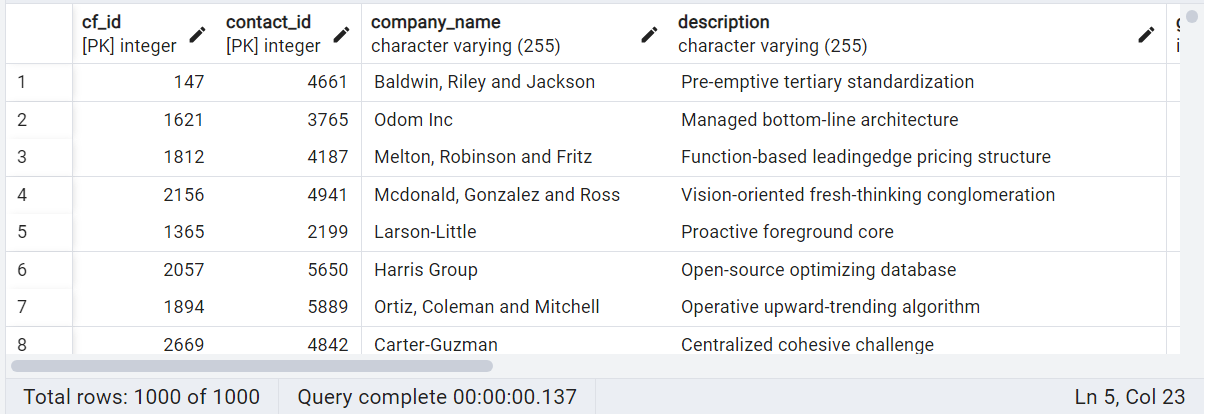 cf_id contact_id company_name description
[PK] integer [PK] integer character varying (255) character varying (255)
1 147 4661 Baldwin, Riley and Jackson Pre-emptive tertiary standardization
2 1621 3765 Odom Inc Managed bottom-line architecture
3 1812 4187 Melton, Robinson and Fritz Function-based leadingedge pricing structure
4 2156 4941 Mcdonald, Gonzalez and Ross Vision-oriented fresh-thinking conglomeration
5 1365 2199 Larson-Little Proactive foreground core
6 2057 5650 Harris Group Open-source optimizing database
7 1894 5889 Ortiz, Coleman and Mitchell Operative upward-trending algorithm
8 2669 4842 Carter-Guzman Centralized cohesive challenge
Total rows: 1000 of 1000 Query complete 00:00:00.137 Ln 5, Col 23